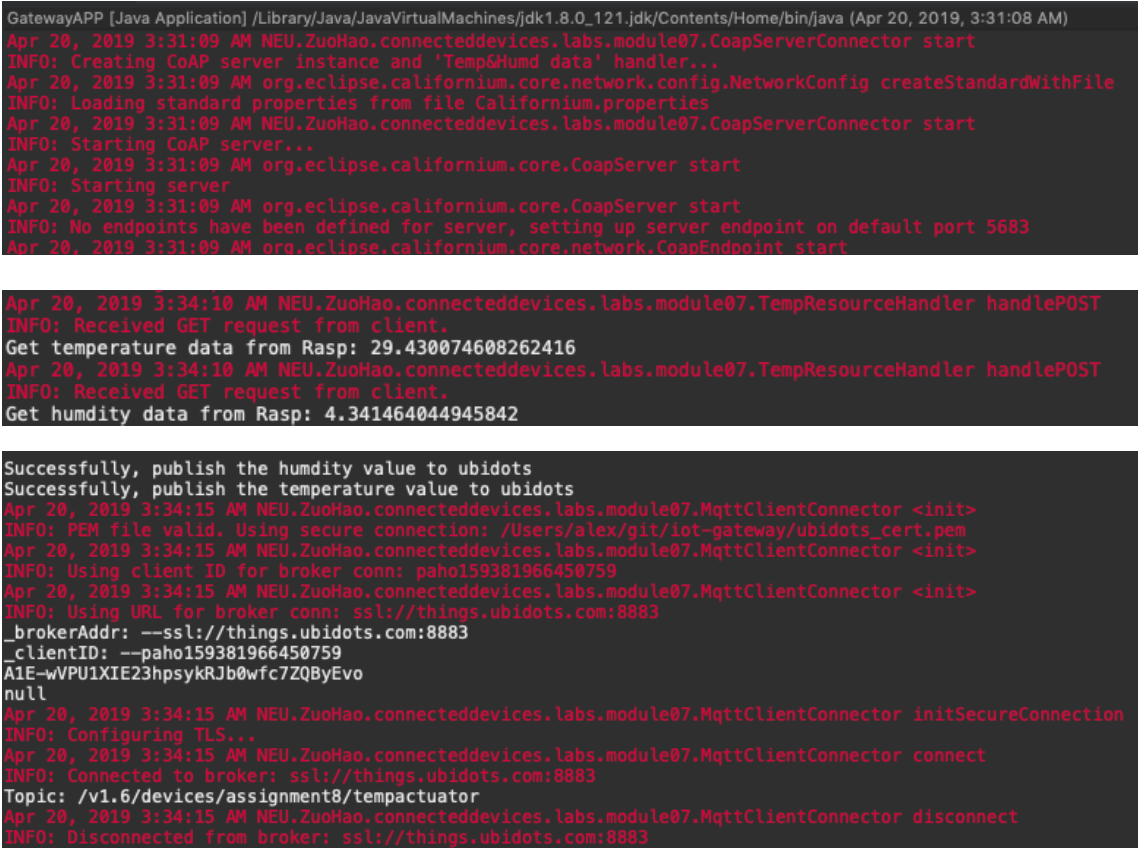 GatewayAPP [Java Application] /Library/Java/JavaVirtualMachines/jdk1.8.0_121.jdk/Contents/Home/bin/java (Apr 20, 2019, 3:31:08 AM)
Apr 20, 2019 3:31:09 AM NEU.ZuoHao.connecteddevices.labs.module07.CoapServerConnector start
INFO: Creating CoAP server instance and 'Temp&Humd data' handler...
Apr 20, 2019 3:31:09 AM org.eclipse.californium.core.network.config.NetworkConfig createStandardWithFile
INFO: Loading standard properties from file Californium.properties
Apr 20, 2019 3:31:09 AM NEU.ZuoHao.connecteddevices.labs.module07.CoapServerConnector start
INFO: Starting CoAP server...
Apr 20, 2019 3:31:09 AM org.eclipse.californium.core.CoapServer start
INFO: Starting server
Apr 20, 2019 3:31:09 AM org.eclipse.californium.core.CoapServer start
INFO: No endpoints have been defined for server, setting up server endpoint on default port 5683
Apr 20, 2019 3:31:09 AM org.eclipse.californium.core.network.CoapEndpoint start
Apr 20, 2019 3:34:10 AM NEU.ZuoHao.connecteddevices.labs.module07.TempResourceHandler handlePOST
INFO: Received GET request from client.
Get temperature data from Rasp: 29.430074608262416
Apr 20, 2019 3:34:10 AM NEU.ZuoHao.connecteddevices.labs.module07.TempResourceHandler handlePOST
INFO: Received GET request from client.
Get humdity data from Rasp: 4.341464044945842
Successfully, publish the humdity value to ubidots
Successfully, publish the temperature value to ubidots
Apr 20, 2019 3:34:15 AM NEU.ZuoHao.connecteddevices.labs.module07.MqttClientConnector <init>
INFO: PEM file valid. Using secure connection: /Users/alex/git/iot-gateway/ubidots_cert.pem
Apr 20, 2019 3:34:15 AM NEU.ZuoHao.connecteddevices.labs.module07.MqttClientConnector <init>
INFO: Using client ID for broker conn: paho159381966450759
Apr 20, 2019 3:34:15 AM NEU.ZuoHao.connecteddevices.labs.module07.MqttClientConnector <init>
INFO: Using URL for broker conn: ssl://things.ubidots.com:8883
_brokerAddr: --ssl://things.ubidots.com:8883
_clientID: --paho159381966450759
A1E-wVPU1XIE23hpsykRJb0wfc7ZQByEvo
null
Apr 20, 2019 3:34:15 AM NEU.ZuoHao.connecteddevices.labs.module07.MqttClientConnector initSecureConnection
INFO: Configuring TLS...
Apr 20, 2019 3:34:15 AM NEU.ZuoHao.connecteddevices.labs.module07.MqttClientConnector connect
INFO: Connected to broker: ssl://things.ubidots.com:8883
Topic: /v1.6/devices/assignment8/tempactuator
Apr 20, 2019 3:34:15 AM NEU.ZuoHao.connecteddevices.labs.module07.MqttClientConnector disconnect
INFO: Disconnected from broker: ssl://things.ubidots.com:8883